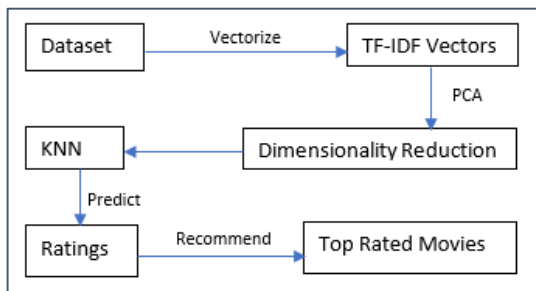 Dataset
Vectorize
TF-IDF Vectors
PCA
Dimensionality Reduction
KNN
Predict
Ratings
Recommend
Top Rated Movies